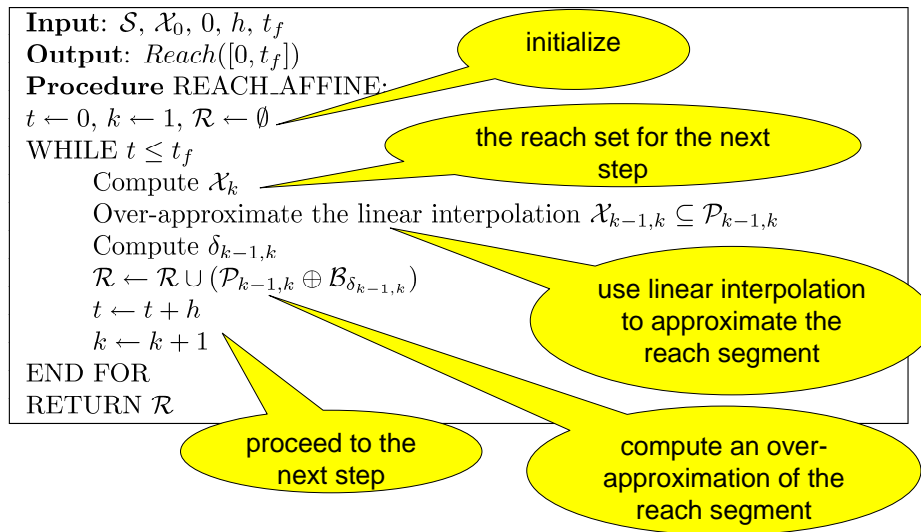 Input: 𝒮, 𝒳₀, 0, h, t_f
Output: Reach([0, t_f])
Procedure REACH_AFFINE:
t ← 0, k ← 1, ℛ ← ∅
WHILE t ≤ t_f
Compute 𝒳_k
Over-approximate the linear interpolation 𝒳_{k−1,k} ⊆ 𝒫_{k−1,k}
Compute δ_{k−1,k}
ℛ ← ℛ ∪ (𝒫_{k−1,k} ⊕ ℬ_{δ_{k−1,k}})
t ← t + h
k ← k + 1
END FOR
RETURN ℛ
initialize
the reach set for the next
step
use linear interpolation
to approximate the
reach segment
compute an over-
approximation of the
reach segment
proceed to the
next step